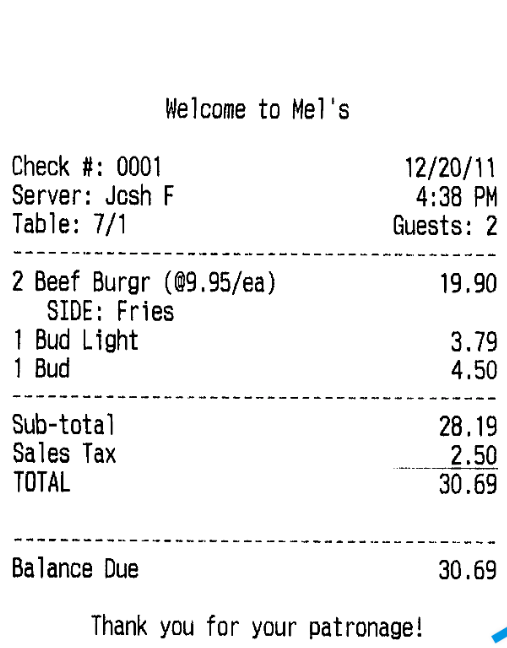 Welcome to Mel's
Check #: 0001 12/20/11
Server: Josh F 4:38 PM
Table: 7/1 Guests: 2
2 Beef Burgr (@9.95/ea) 19.90
SIDE: Fries
1 Bud Light 3.79
1 Bud 4.50
Sub-total 28.19
Sales Tax 2.50
TOTAL 30.69
Balance Due 30.69
Thank you for your patronage!